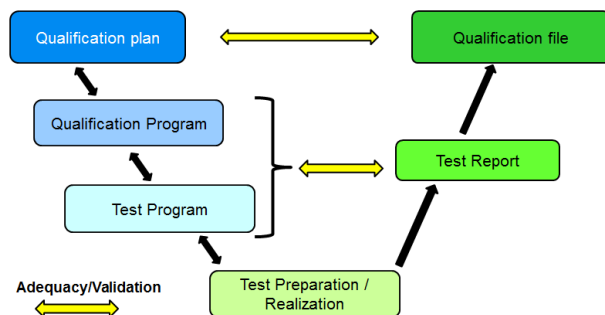 Qualification plan
Qualification file
Qualification Program
Test Report
Test Program
Test Preparation /
Realization
Adequacy/Validation